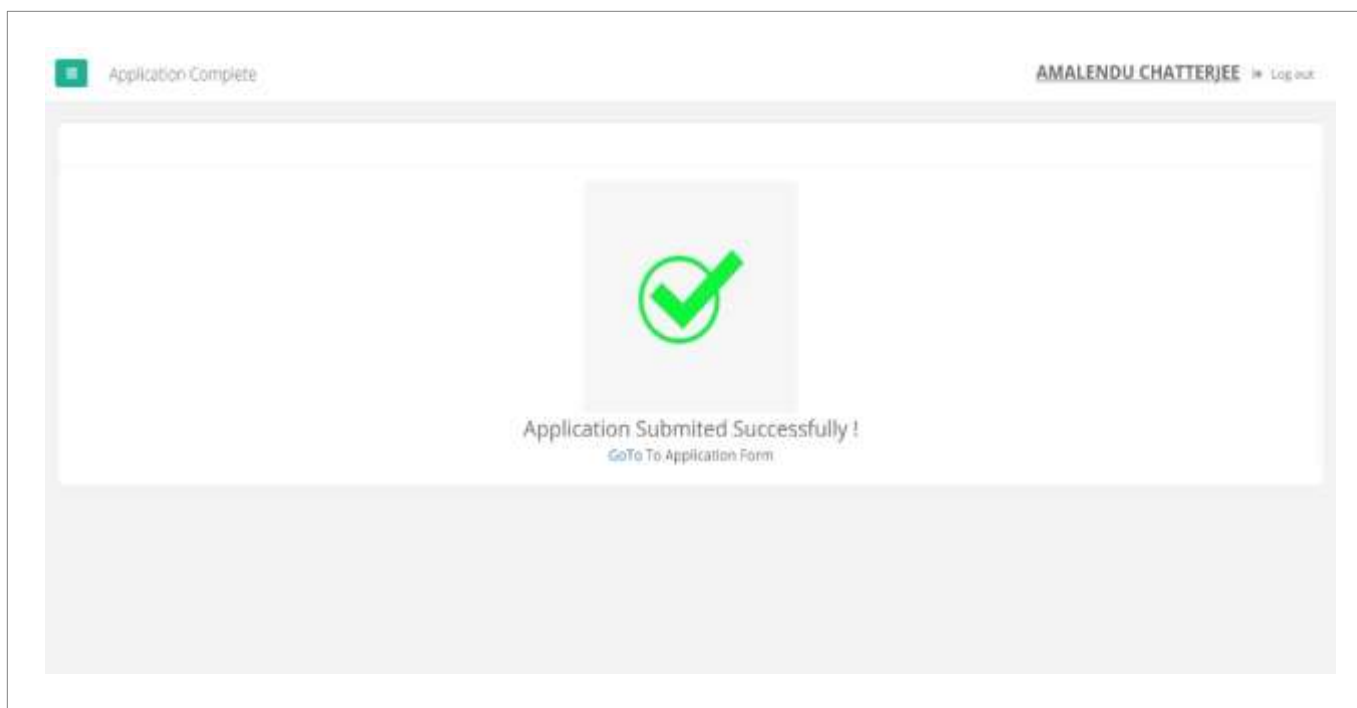 Application Complete
AMALENDU CHATTERJEE Log out
Application Submited Successfully !
GoTo To Application Form